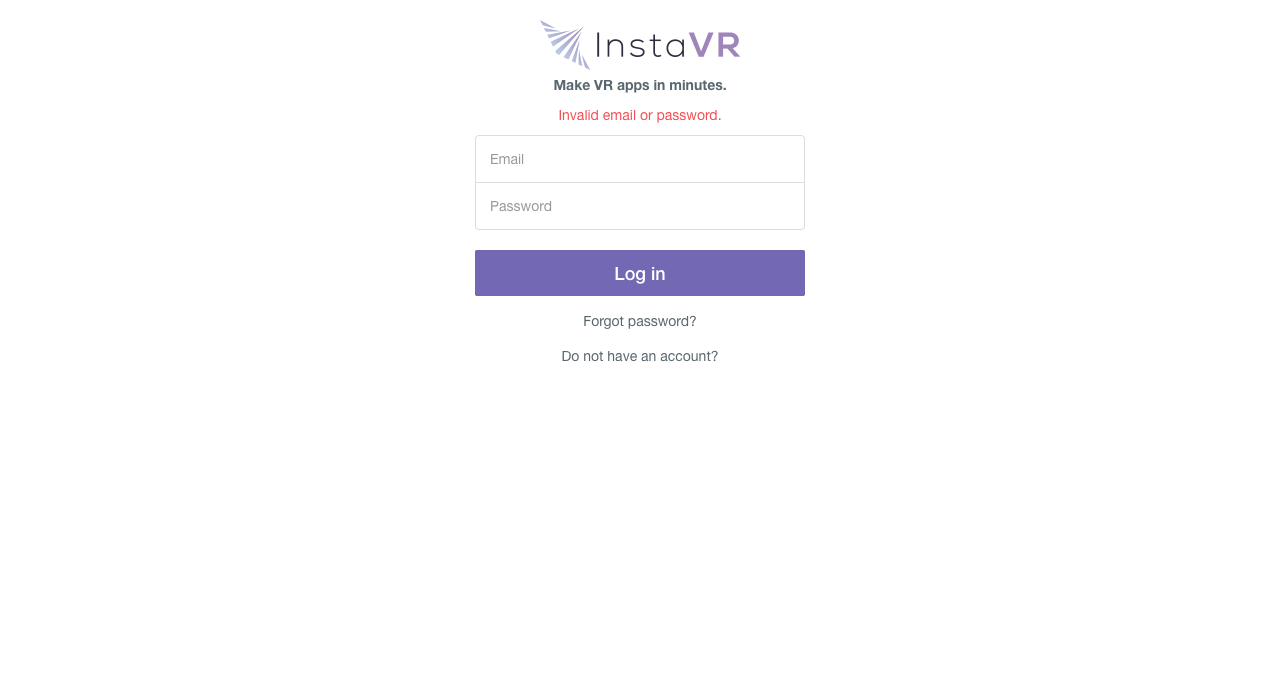 InstaVR
Make VR apps in minutes.
Invalid email or password.
Email
Password
Log in
Forgot password?
Do not have an account?